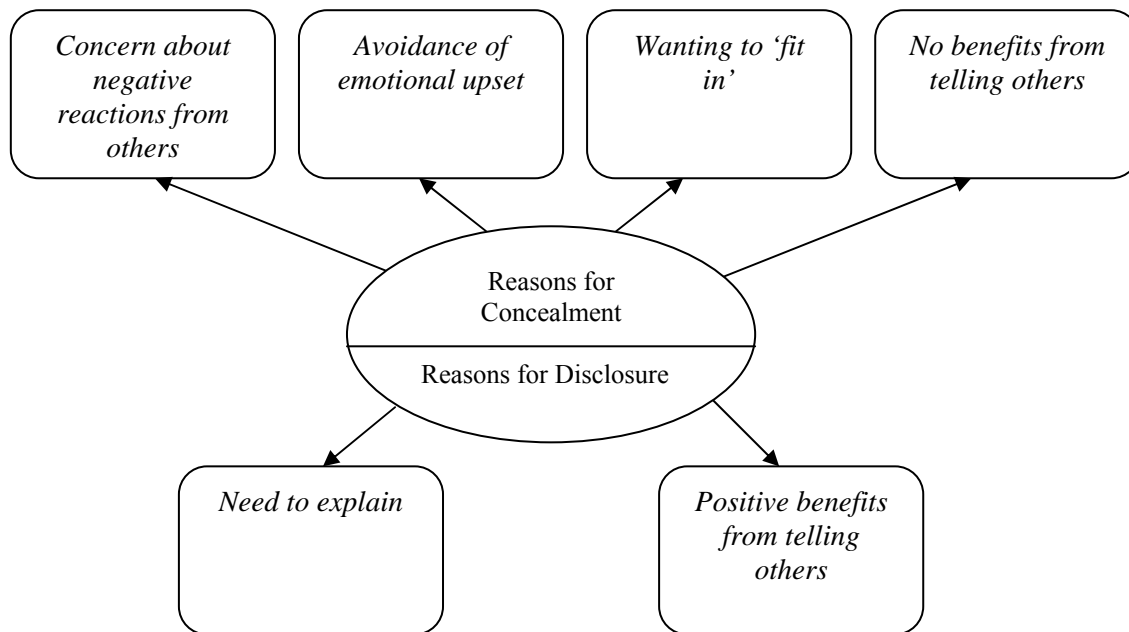 Concern about
negative
reactions from
others
Avoidance of
emotional upset
Wanting to ‘fit
in’
No benefits from
telling others
Reasons for
Concealment
Reasons for Disclosure
Need to explain
Positive benefits
from telling
others